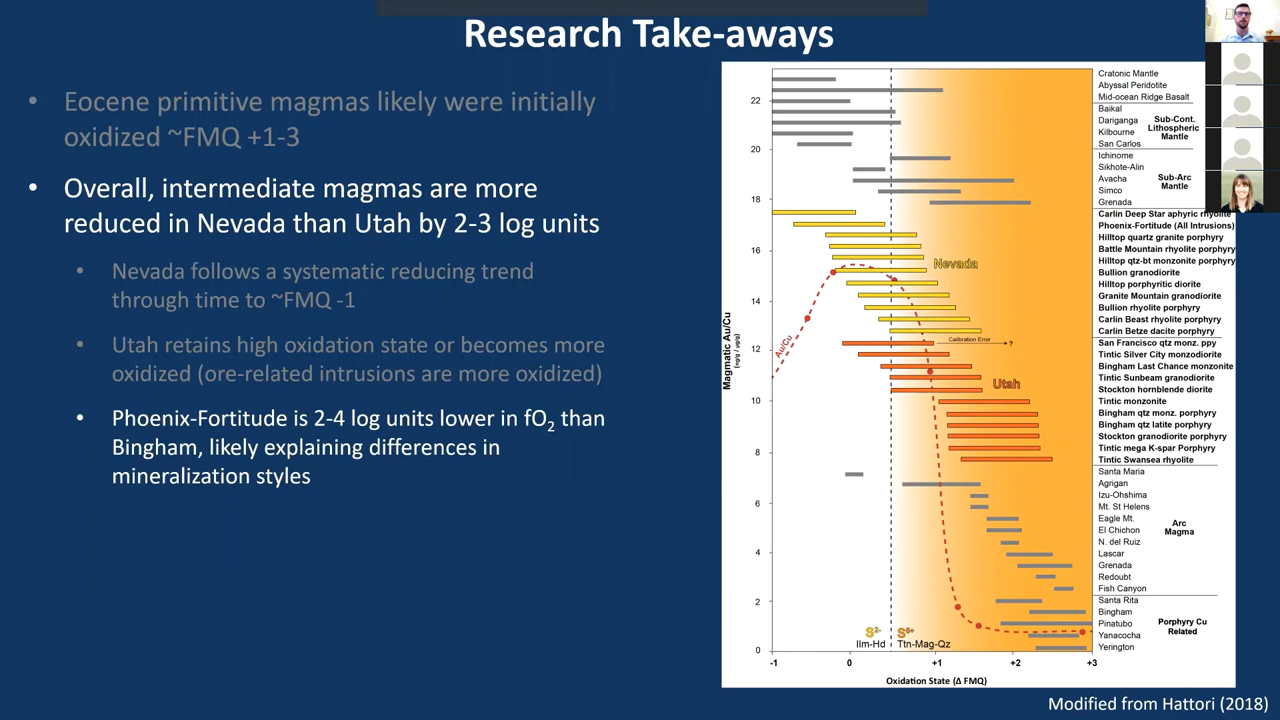 Research Take-aways
• Eocene primitive magmas likely were initially
oxidized ~FMQ +1-3
• Overall, intermediate magmas are more
reduced in Nevada than Utah by 2-3 log units
• Nevada follows a systematic reducing trend
through time to ~FMQ -1
• Utah retains high oxidation state or becomes more
oxidized (ore-related intrusions are more oxidized)
• Phoenix-Fortitude is 2-4 log units lower in fO2 than
Bingham, likely explaining differences in
mineralization styles
Magmatic Au/Cu
(ng/g / µg/g)
22
20
18
16
14
12
10
8
6
4
2
0
Cratonic Mantle
Abyssal Peridotite
Mid-ocean Ridge Basalt
Baikal
Dariganga
Kilbourne
San Carlos
Sub-Cont.
Lithospheric
Mantle
Ichinome
Sikhote-Alin
Avacha
Simco
Grenada
Sub-Arc
Mantle
Carlin Deep Star aphyric rhyolite
Phoenix-Fortitude (All Intrusions)
Hilltop quartz granite porphyry
Battle Mountain rhyolite porphyry
Hilltop qtz-bt monzonite porphyry
Bullion granodiorite
Hilltop porphyritic diorite
Granite Mountain granodiorite
Bullion rhyolite porphyry
Carlin Beast rhyolite porphyry
Carlin Betze dacite porphyry
Nevada
San Francisco qtz monz. ppy
Tintic Silver City monzodiorite
Bingham Last Chance monzonite
Tintic Sunbeam granodiorite
Stockton hornblende diorite
Tintic monzonite
Bingham qtz monz. porphyry
Bingham qtz latite porphyry
Stockton granodiorite porphyry
Tintic mega K-spar Porphyry
Tintic Swansea rhyolite
Calibration Error
?
Utah
Au/Cu
Santa Maria
Agrigan
Izu-Ohshima
Mt. St Helens
Eagle Mt.
El Chichon
N. del Ruiz
Lascar
Grenada
Redoubt
Fish Canyon
Arc
Magma
Santa Rita
Bingham
Pinatubo
Yanacocha
Yerington
Porphyry Cu
Related
S2- S6+
Ilm-Hd Ttn-Mag-Qz
-1 0 +1 +2 +3
Oxidation State (Δ FMQ)
Modified from Hattori (2018)